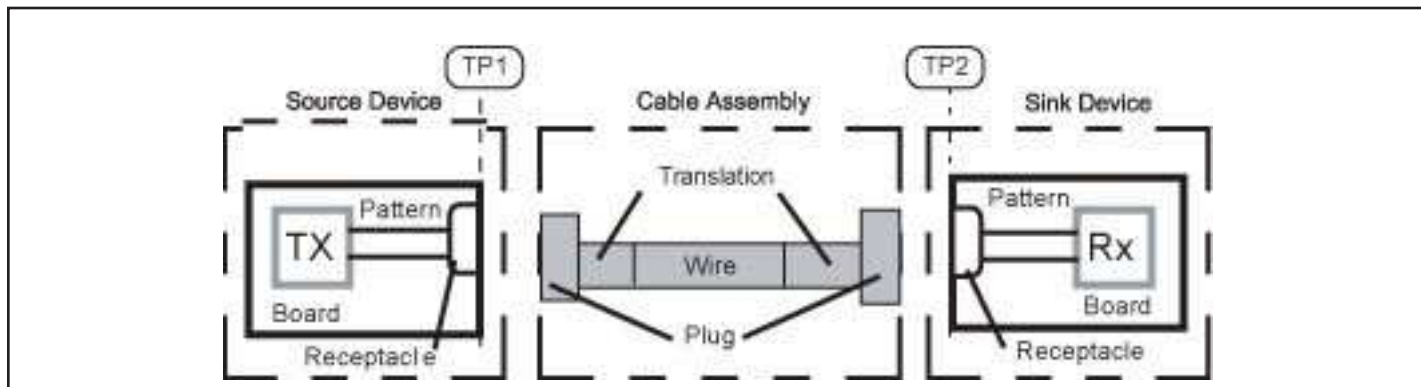 TP1
TP2
Source Device
Cable Assembly
Sink Device
Translation
Pattern
Pattern
TX
Wire
Rx
Board
Board
Plug
Receptacle
Receptacle